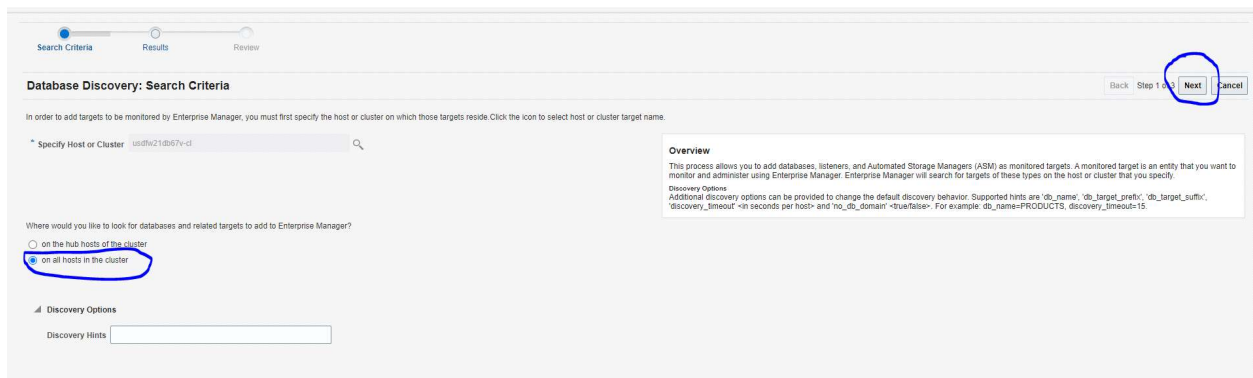 Search Criteria Results Review
Database Discovery: Search Criteria
Back Step 1 of 3 Next Cancel
In order to add targets to be monitored by Enterprise Manager, you must first specify the host or cluster on which those targets reside.Click the icon to select host or cluster target name.
* Specify Host or Cluster usdfw21db67v-cl
Overview
This process allows you to add databases, listeners, and Automated Storage Managers (ASM) as monitored targets. A monitored target is an entity that you want to
monitor and administer using Enterprise Manager. Enterprise Manager will search for targets of these types on the host or cluster that you specify.
Discovery Options
Additional discovery options can be provided to change the default discovery behavior. Supported hints are 'db_name', 'db_target_prefix', 'db_target_suffix',
'discovery_timeout' <in seconds per host> and 'no_db_domain' <true/false>. For example: db_name=PRODUCTS, discovery_timeout=15.
Where would you like to look for databases and related targets to add to Enterprise Manager?
on the hub hosts of the cluster
on all hosts in the cluster
Discovery Options
Discovery Hints